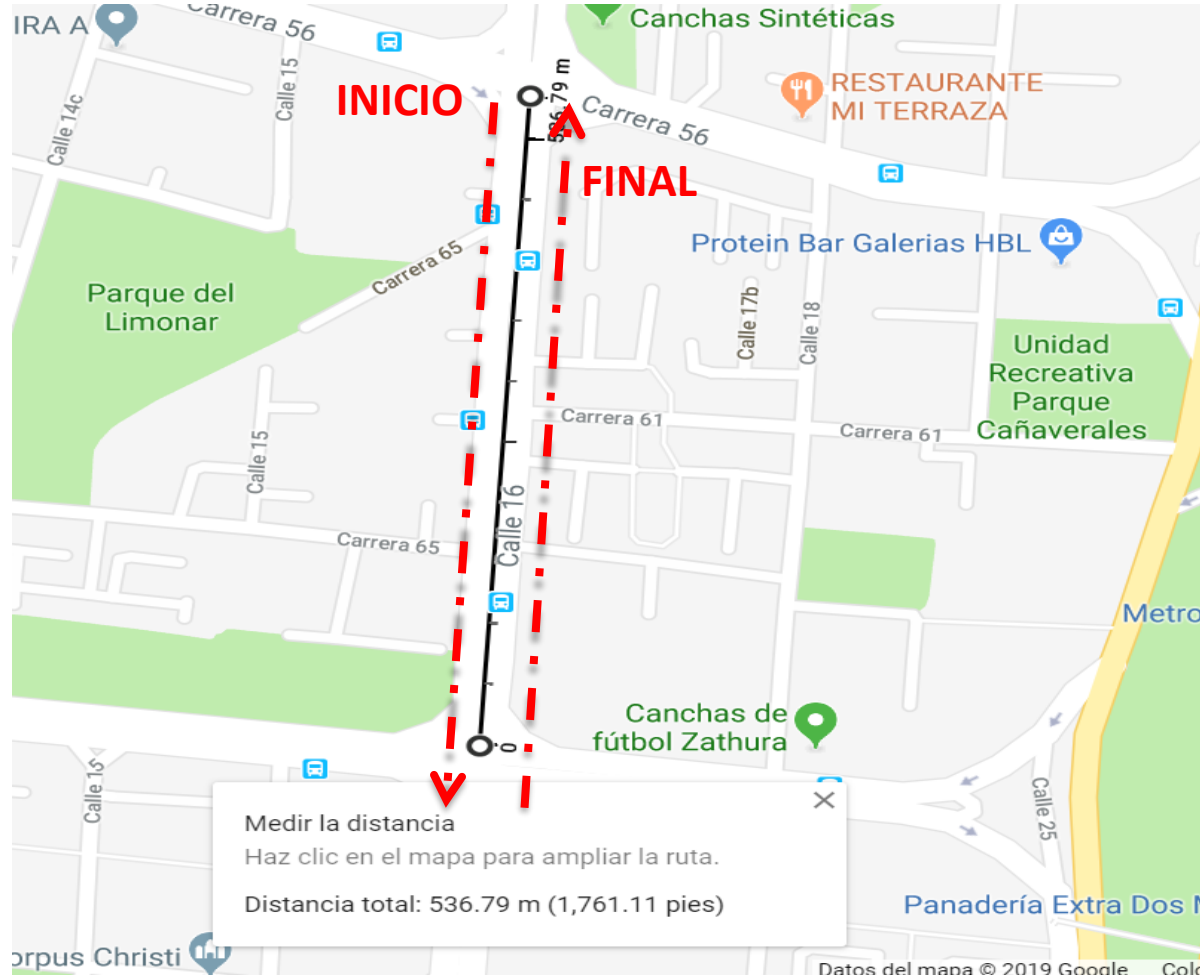 IRA A
Carrera 56
Canchas Sintéticas
Calle 15
INICIO
536.79 m
RESTAURANTE
MI TERRAZA
Carrera 56
Calle 14c
FINAL
Protein Bar Galerias HBL
Carrera 65
Parque del
Limonar
Calle 17b
Calle 18
Unidad
Recreativa
Parque
Cañaverales
Carrera 61
Carrera 61
Calle 15
Calle 16
Carrera 65
Metro
Canchas de
fútbol Zathura
0
Calle 15
Calle 25
Medir la distancia
Haz clic en el mapa para ampliar la ruta.
Distancia total: 536.79 m (1,761.11 pies)
Panadería Extra Dos
orpus Christi
Datos del mapa © 2019 Google
Colo